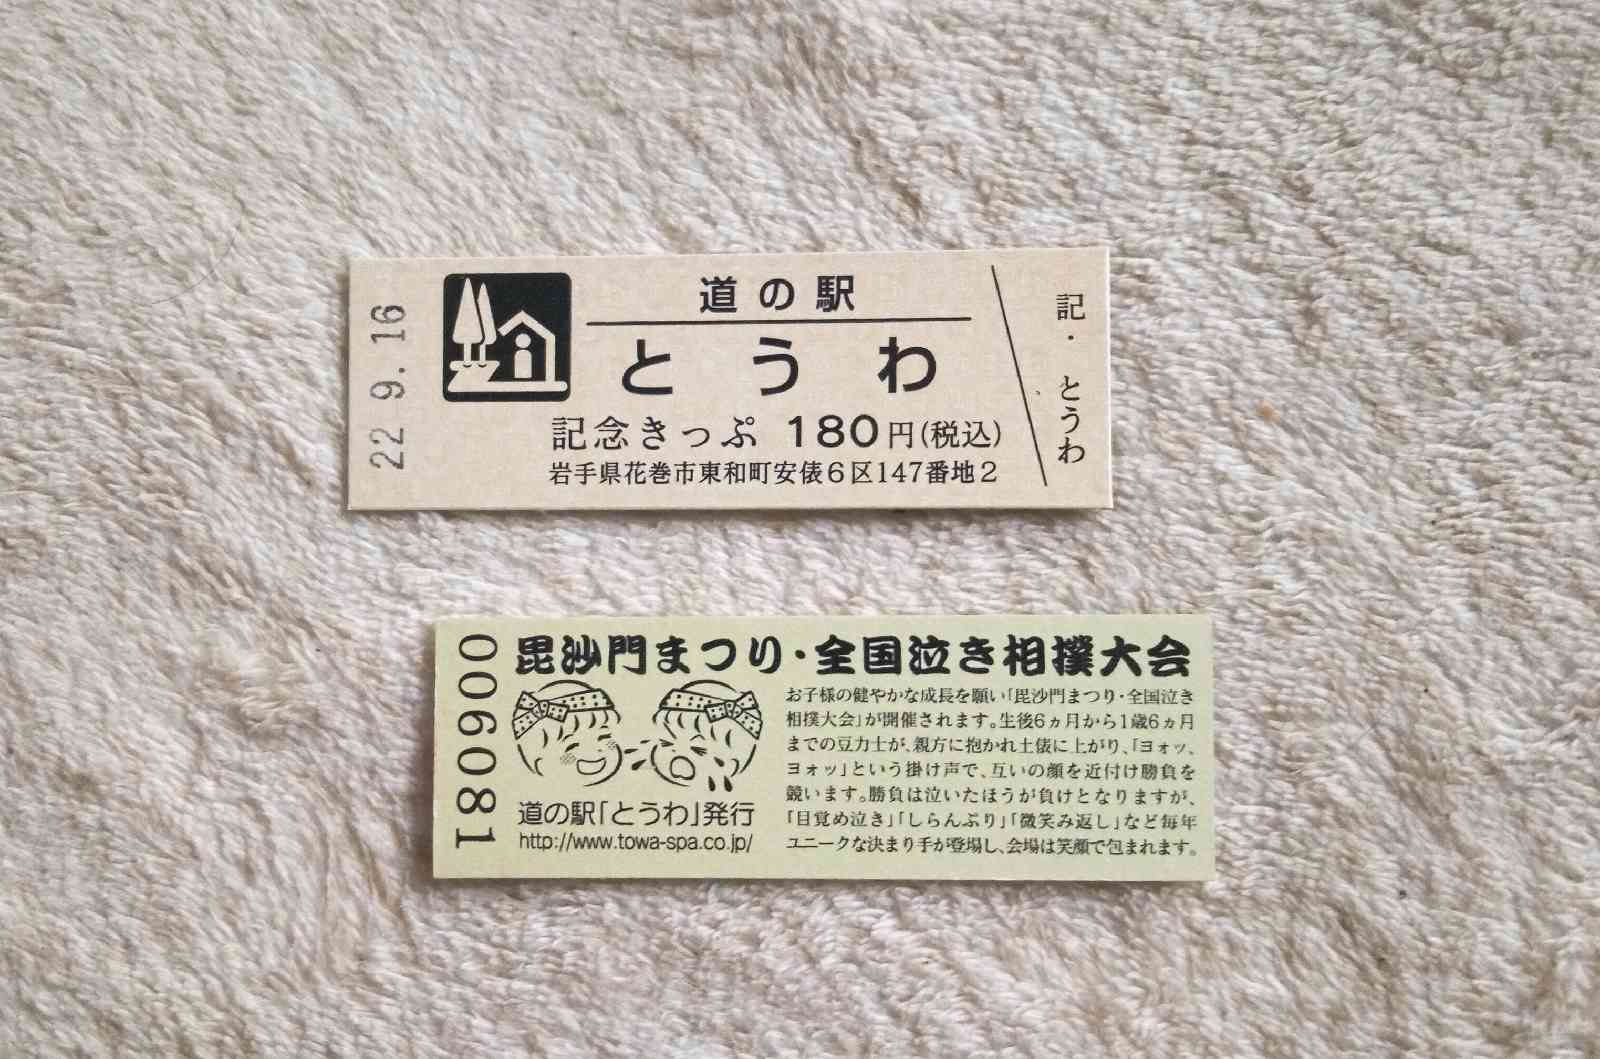 22 9.16
道の駅
とうわ
記念きっぷ 180円(税込)
岩手県花巻市東和町安俵6区147番地2
記・とうわ
006081
毘沙門まつり・全国泣き相撲大会
お子様の健やかな成長を願い「毘沙門まつり・全国泣き
相撲大会」が開催されます。生後6ヵ月から1歳6ヵ月
までの豆力士が、親方に抱かれ土俵に上がり、「ヨォッ、
ヨォッ」という掛け声で、互いの顔を近付け勝負を
競います。勝負は泣いたほうが負けとなりますが、
「目覚め泣き」「しらんぷり」「微笑み返し」など毎年
ユニークな決まり手が登場し、会場は笑顔で包まれます。
道の駅「とうわ」発行
http://www.towa-spa.co.jp/